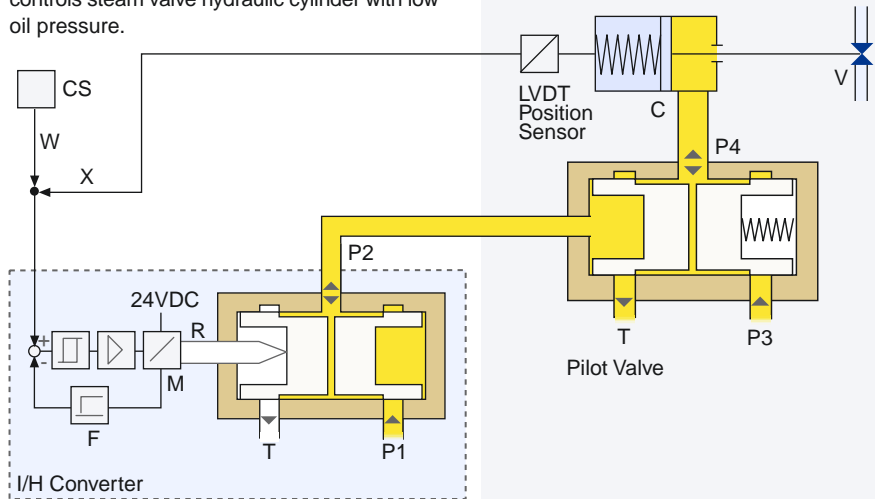 controls steam valve hydraulic cylinder with low
oil pressure.
CS
W
X
LVDT
Position
Sensor
C
V
P4
P2
24VDC
R
+
-
M
F
T
P1
T
P3
Pilot Valve
I/H Converter